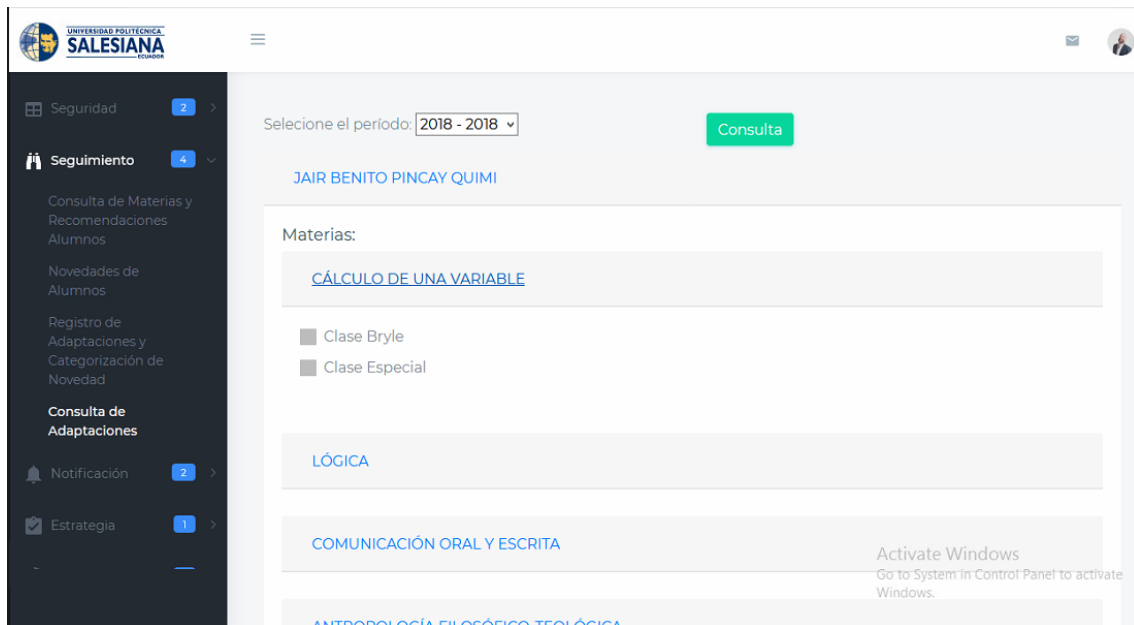 UNIVERSIDAD POLITÉCNICA
SALESIANA
ECUADOR
Seguridad 2
Seguimiento 4
Consulta de Materias y
Recomendaciones
Alumnos
Novedades de
Alumnos
Registro de
Adaptaciones y
Categorización de
Novedad
Consulta de
Adaptaciones
Notificación 2
Estrategia 1
Selecione el período: 2018 - 2018
Consulta
JAIR BENITO PINCAY QUIMI
Materias:
CÁLCULO DE UNA VARIABLE
Clase Bryle
Clase Especial
LÓGICA
COMUNICACIÓN ORAL Y ESCRITA
ANTROPOLOGÍA FILOSÓFICO-TEOLÓGICA
Activate Windows
Go to System in Control Panel to activate
Windows.